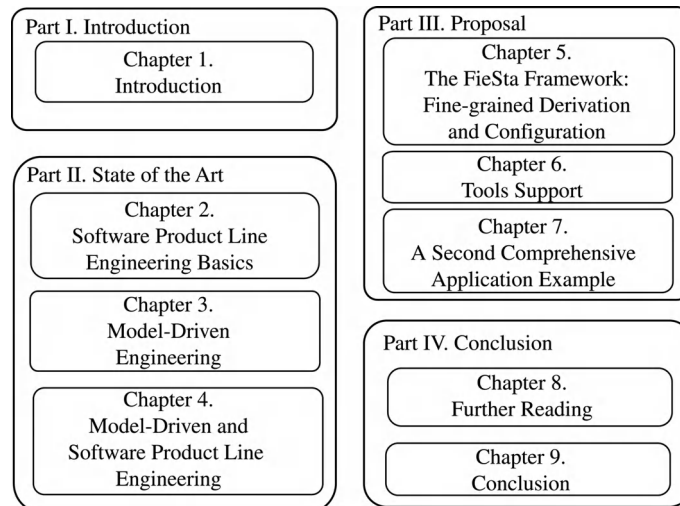 Part I. Introduction
Chapter 1.
Introduction
Part II. State of the Art
Chapter 2.
Software Product Line
Engineering Basics
Chapter 3.
Model-Driven
Engineering
Chapter 4.
Model-Driven and
Software Product Line
Engineering
Part III. Proposal
Chapter 5.
The FieSta Framework:
Fine-grained Derivation
and Configuration
Chapter 6.
Tools Support
Chapter 7.
A Second Comprehensive
Application Example
Part IV. Conclusion
Chapter 8.
Further Reading
Chapter 9.
Conclusion